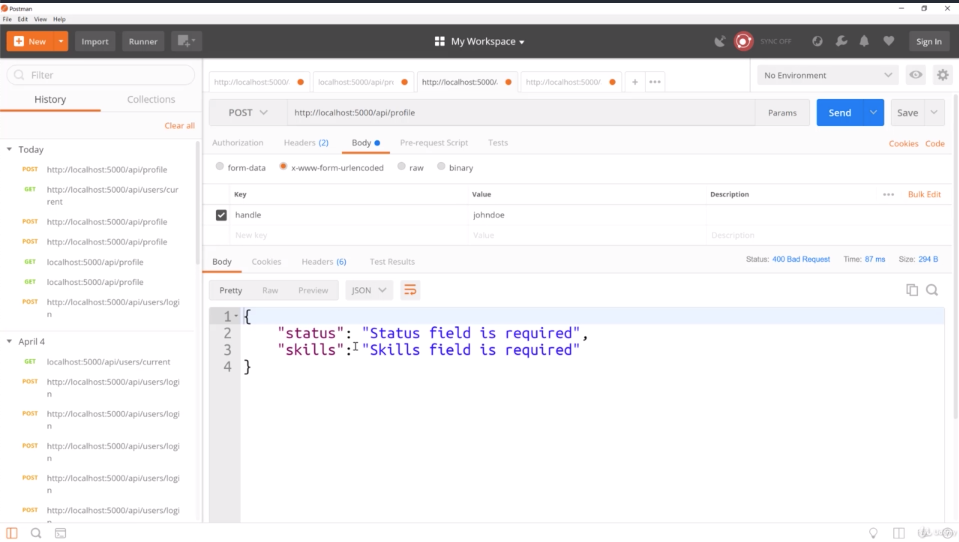 Postman
File Edit View Help
New Import Runner My Workspace SYNC OFF Sign In
Filter
History Collections
Clear all
Today
POST http://localhost:5000/api/profile
GET http://localhost:5000/api/users/cur
rent
POST http://localhost:5000/api/profile
POST http://localhost:5000/api/profile
GET localhost:5000/api/profile
GET localhost:5000/api/profile
POST http://localhost:5000/api/users/logi
n
April 4
GET localhost:5000/api/users/current
POST http://localhost:5000/api/users/logi
n
POST http://localhost:5000/api/users/logi
n
POST http://localhost:5000/api/users/logi
n
POST http://localhost:5000/api/users/logi
n
POST http://localhost:5000/api/users/logi
http://localhost:5000/ localhost:5000/api/pr http://localhost:5000/ http://localhost:5000/ + •••
No Environment
POST http://localhost:5000/api/profile Params Send Save
Authorization Headers (2) Body Pre-request Script Tests Cookies Code
form-data x-www-form-urlencoded raw binary
Key Value Description ••• Bulk Edit
handle johndoe
New key Value Description
Body Cookies Headers (6) Test Results Status: 400 Bad Request Time: 87 ms Size: 294 B
Pretty Raw Preview JSON
1 {
2 "status": "Status field is required",
3 "skills": "Skills field is required"
4 }